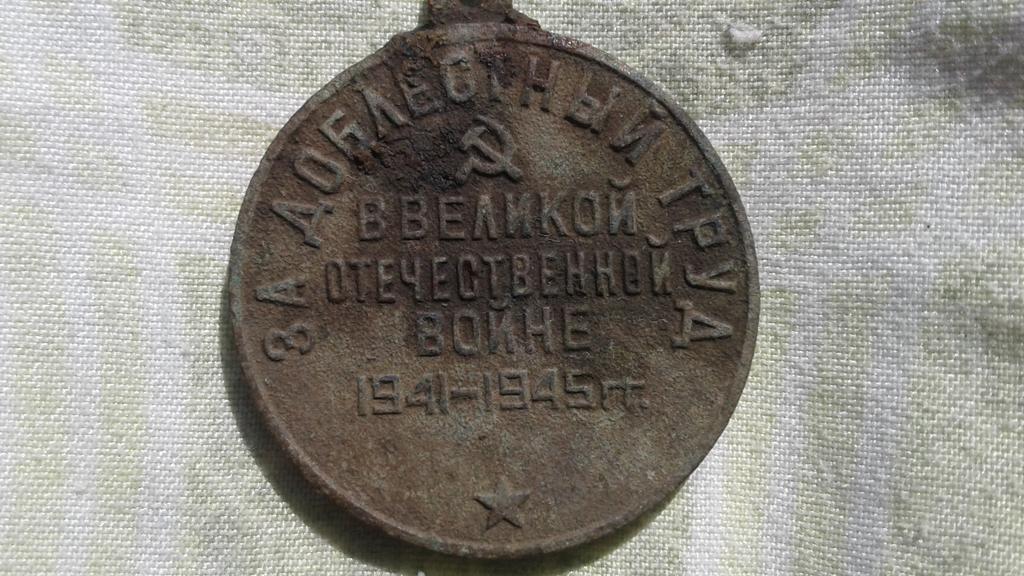 ЗА ДОБЛЕСТНЫЙ ТРУД
В ВЕЛИКОЙ
ОТЕЧЕСТВЕННОЙ
ВОЙНЕ
1941-1945гг.